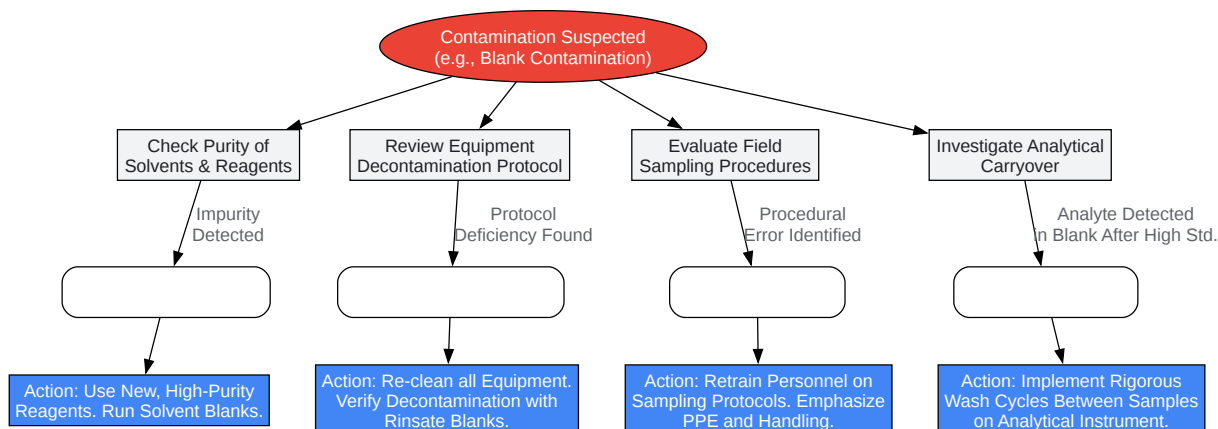 Contamination Suspected
(e.g., Blank Contamination)
Check Purity of
Solvents & Reagents
Review Equipment
Decontamination Protocol
Evaluate Field
Sampling Procedures
Investigate Analytical
Carryover
Impurity
Detected
Protocol
Deficiency Found
Procedural
Error Identified
Analyte Detected
in Blank After High Std.
Action: Use New, High-Purity
Reagents. Run Solvent Blanks.
Action: Re-clean all Equipment.
Verify Decontamination with
Rinsate Blanks.
Action: Retrain Personnel on
Sampling Protocols. Emphasize
PPE and Handling.
Action: Implement Rigorous
Wash Cycles Between Samples
on Analytical Instrument.